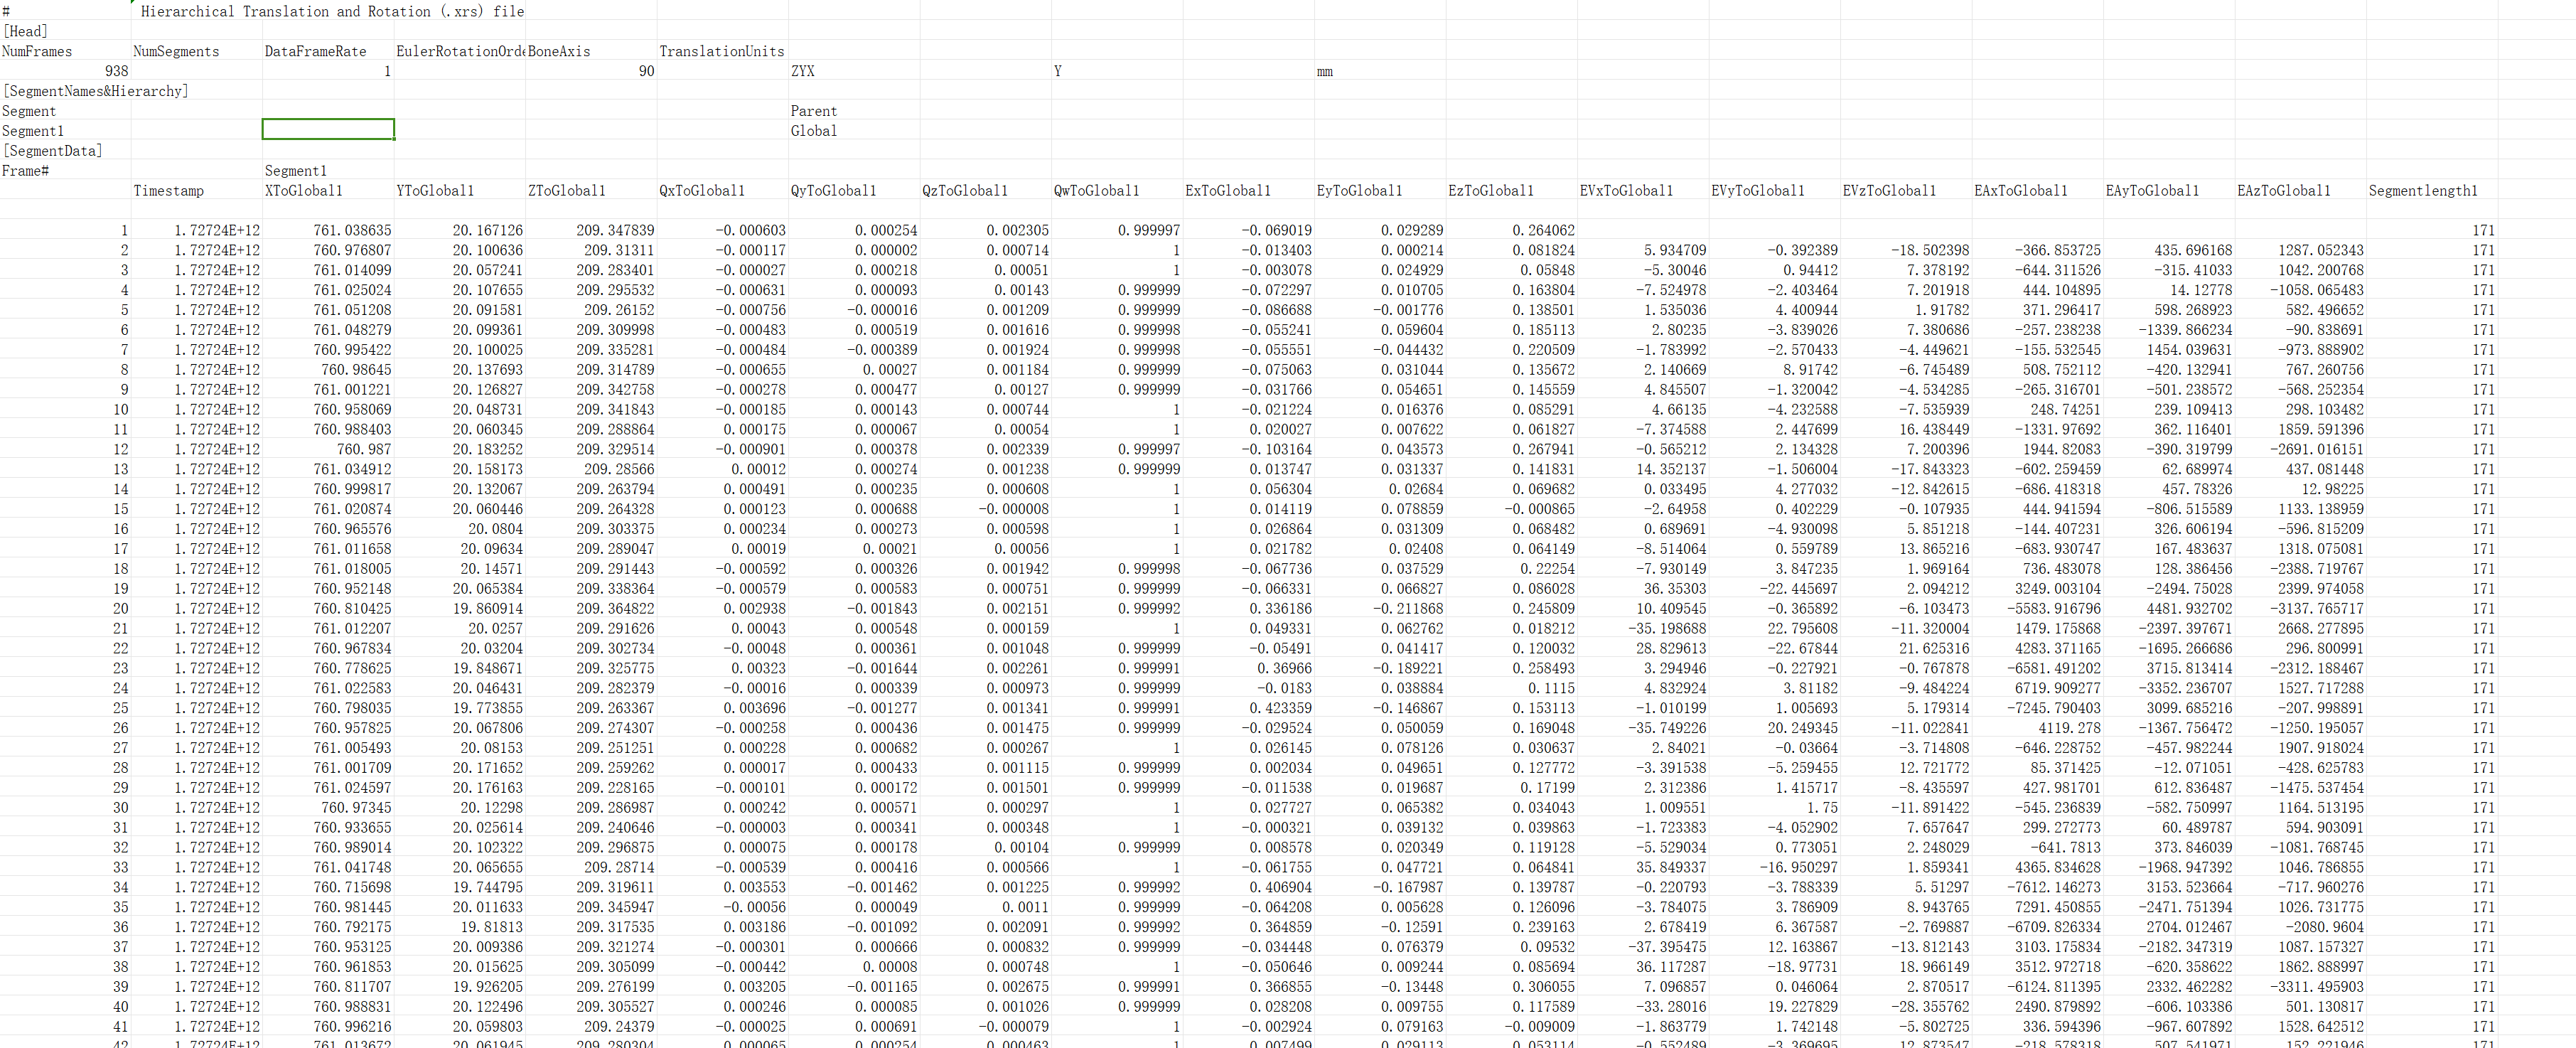 # Hierarchical Translation and Rotation (.xrs) file
[Head]
NumFrames NumSegments DataFrameRate EulerRotationOrde BoneAxis TranslationUnits
938 1 90 ZYX Y mm
[SegmentNames&Hierarchy]
Segment Parent
Segment1 Global
[SegmentData]
Frame# Segment1
Timestamp XToGlobal1 YToGlobal1 ZToGlobal1 QxToGlobal1 QyToGlobal1 QzToGlobal1 QwToGlobal1 ExToGlobal1 EyToGlobal1 EzToGlobal1 EVxToGlobal1 EVyToGlobal1 EVzToGlobal1 EAxToGlobal1 EAyToGlobal1 EAzToGlobal1 Segmentlength1
1 1.72724E+12 761.038635 20.167126 209.347839 -0.000603 0.000254 0.002305 0.999997 -0.069019 0.029289 0.264062 171
2 1.72724E+12 760.976807 20.100636 209.31311 -0.000117 0.000002 0.000714 1 -0.013403 0.000214 0.081824 5.934709 -0.392389 -18.502398 -366.853725 435.696168 1287.052343 171
3 1.72724E+12 761.014099 20.057241 209.283401 -0.000027 0.000218 0.00051 1 -0.003078 0.024929 0.05848 -5.30046 0.94412 7.378192 -644.311526 -315.41033 1042.200768 171
4 1.72724E+12 761.025024 20.107655 209.295532 -0.000631 0.000093 0.00143 0.999999 -0.072297 0.010705 0.163804 -7.524978 -2.403464 7.201918 444.104895 14.12778 -1058.065483 171
5 1.72724E+12 761.051208 20.091581 209.26152 -0.000756 -0.000016 0.001209 0.999999 -0.086688 -0.001776 0.138501 1.535036 4.400944 1.91782 371.296417 598.268923 582.496652 171
6 1.72724E+12 761.048279 20.099361 209.309998 -0.000483 0.000519 0.001616 0.999998 -0.055241 0.059604 0.185113 2.80235 -3.839026 7.380686 -257.238238 -1339.866234 -90.838691 171
7 1.72724E+12 760.995422 20.100025 209.335281 -0.000484 -0.000389 0.001924 0.999998 -0.055551 -0.044432 0.220509 -1.783992 -2.570433 -4.449621 -155.532545 1454.039631 -973.888902 171
8 1.72724E+12 760.98645 20.137693 209.314789 -0.000655 0.00027 0.001184 0.999999 -0.075063 0.031044 0.135672 2.140669 8.91742 -6.745489 508.752112 -420.132941 767.260756 171
9 1.72724E+12 761.001221 20.126827 209.342758 -0.000278 0.000477 0.00127 0.999999 -0.031766 0.054651 0.145559 4.845507 -1.320042 -4.534285 -265.316701 -501.238572 -568.252354 171
10 1.72724E+12 760.958069 20.048731 209.341843 -0.000185 0.000143 0.000744 1 -0.021224 0.016376 0.085291 4.66135 -4.232588 -7.535939 248.74251 239.109413 298.103482 171
11 1.72724E+12 760.988403 20.060345 209.288864 0.000175 0.000067 0.00054 1 0.020027 0.007622 0.061827 -7.374588 2.447699 16.438449 -1331.97692 362.116401 1859.591396 171
12 1.72724E+12 760.987 20.183252 209.329514 -0.000901 0.000378 0.002339 0.999997 -0.103164 0.043573 0.267941 -0.565212 2.134328 7.200396 1944.82083 -390.319799 -2691.016151 171
13 1.72724E+12 761.034912 20.158173 209.28566 0.00012 0.000274 0.001238 0.999999 0.013747 0.031337 0.141831 14.352137 -1.506004 -17.843323 -602.259459 62.689974 437.081448 171
14 1.72724E+12 760.999817 20.132067 209.263794 0.000491 0.000235 0.000608 1 0.056304 0.02684 0.069682 0.033495 4.277032 -12.842615 -686.418318 457.78326 12.98225 171
15 1.72724E+12 761.020874 20.060446 209.264328 0.000123 0.000688 -0.000008 1 0.014119 0.078859 -0.000865 -2.64958 0.402229 -0.107935 444.941594 -806.515589 1133.138959 171
16 1.72724E+12 760.965576 20.0804 209.303375 0.000234 0.000273 0.000598 1 0.026864 0.031309 0.068482 0.689691 -4.930098 5.851218 -144.407231 326.606194 -596.815209 171
17 1.72724E+12 761.011658 20.09634 209.289047 0.00019 0.00021 0.00056 1 0.021782 0.02408 0.064149 -8.514064 0.559789 13.865216 -683.930747 167.483637 1318.075081 171
18 1.72724E+12 761.018005 20.14571 209.291443 -0.000592 0.000326 0.001942 0.999998 -0.067736 0.037529 0.22254 -7.930149 3.847235 1.969164 736.483078 128.386456 -2388.719767 171
19 1.72724E+12 760.952148 20.065384 209.338364 -0.000579 0.000583 0.000751 0.999999 -0.066331 0.066827 0.086028 36.35303 -22.445697 2.094212 3249.003104 -2494.75028 2399.974058 171
20 1.72724E+12 760.810425 19.860914 209.364822 0.002938 -0.001843 0.002151 0.999992 0.336186 -0.211868 0.245809 10.409545 -0.365892 -6.103473 -5583.916796 4481.932702 -3137.765717 171
21 1.72724E+12 761.012207 20.0257 209.291626 0.00043 0.000548 0.000159 1 0.049331 0.062762 0.018212 -35.198688 22.795608 -11.320004 1479.175868 -2397.397671 2668.277895 171
22 1.72724E+12 760.967834 20.03204 209.302734 -0.00048 0.000361 0.001048 0.999999 -0.05491 0.041417 0.120032 28.829613 -22.67844 21.625316 4283.371165 -1695.266686 296.800991 171
23 1.72724E+12 760.778625 19.848671 209.325775 0.00323 -0.001644 0.002261 0.999991 0.36966 -0.189221 0.258493 3.294946 -0.227921 -0.767878 -6581.491202 3715.813414 -2312.188467 171
24 1.72724E+12 761.022583 20.046431 209.282379 -0.00016 0.000339 0.000973 0.999999 -0.0183 0.038884 0.1115 4.832924 3.81182 -9.484224 6719.909277 -3352.236707 1527.717288 171
25 1.72724E+12 760.798035 19.773855 209.263367 0.003696 -0.001277 0.001341 0.999991 0.423359 -0.146867 0.153113 -1.010199 1.005693 5.179314 -7245.790403 3099.685216 -207.998891 171
26 1.72724E+12 760.957825 20.067806 209.274307 -0.000258 0.000436 0.001475 0.999999 -0.029524 0.050059 0.169048 -35.749226 20.249345 -11.022841 4119.278 -1367.756472 -1250.195057 171
27 1.72724E+12 761.005493 20.08153 209.251251 0.000228 0.000682 0.000267 1 0.026145 0.078126 0.030637 2.84021 -0.03664 -3.714808 -646.228752 -457.982244 1907.918024 171
28 1.72724E+12 761.001709 20.171652 209.259262 0.000017 0.000433 0.001115 0.999999 0.002034 0.049651 0.127772 -3.391538 -5.259455 12.721772 85.371425 -12.071051 -428.625783 171
29 1.72724E+12 761.024597 20.176163 209.228165 -0.000101 0.000172 0.001501 0.999999 -0.011538 0.019687 0.17199 2.312386 1.415717 -8.435597 427.981701 612.836487 -1475.537454 171
30 1.72724E+12 760.97345 20.12298 209.286987 0.000242 0.000571 0.000297 1 0.027727 0.065382 0.034043 1.009551 1.75 -11.891422 -545.236839 -582.750997 1164.513195 171
31 1.72724E+12 760.933655 20.025614 209.240646 -0.000003 0.000341 0.000348 1 -0.000321 0.039132 0.039863 -1.723383 -4.052902 7.657647 299.272773 60.489787 594.903091 171
32 1.72724E+12 760.989014 20.102322 209.296875 0.000075 0.000178 0.00104 0.999999 0.008578 0.020349 0.119128 -5.529034 0.773051 2.248029 -641.7813 373.846039 -1081.768745 171
33 1.72724E+12 761.041748 20.065655 209.28714 -0.000539 0.000416 0.000566 1 -0.061755 0.047721 0.064841 35.849337 -16.950297 1.859341 4365.834628 -1968.947392 1046.786855 171
34 1.72724E+12 760.715698 19.744795 209.319611 0.003553 -0.001462 0.001225 0.999992 0.406904 -0.167987 0.139787 -0.220793 -3.788339 5.51297 -7612.146273 3153.523664 -717.960276 171
35 1.72724E+12 760.981445 20.011633 209.345947 -0.00056 0.000049 0.0011 0.999999 -0.064208 0.005628 0.126096 -3.784075 3.786909 8.943765 7291.450855 -2471.751394 1026.731775 171
36 1.72724E+12 760.792175 19.81813 209.317535 0.003186 -0.001092 0.002091 0.999992 0.364859 -0.12591 0.239163 2.678419 6.367587 -2.769887 -6709.826334 2704.012467 -2080.9604 171
37 1.72724E+12 760.953125 20.009386 209.321274 -0.000301 0.000666 0.000832 0.999999 -0.034448 0.076379 0.09532 -37.395475 12.163867 -13.812143 3103.175834 -2182.347319 1087.157327 171
38 1.72724E+12 760.961853 20.015625 209.305099 -0.000442 0.00008 0.000748 1 -0.050646 0.009244 0.085694 36.117287 -18.97731 18.966149 3512.972718 -620.358622 1862.888997 171
39 1.72724E+12 760.811707 19.926205 209.276199 0.003205 -0.001165 0.002675 0.999991 0.366855 -0.13448 0.306055 7.096857 0.046064 2.870517 -6124.811395 2332.462282 -3311.495903 171
40 1.72724E+12 760.988831 20.122496 209.305527 0.000246 0.000085 0.001026 0.999999 0.028208 0.009755 0.117589 -33.28016 19.227829 -28.355762 2490.879892 -606.103386 501.130817 171
41 1.72724E+12 760.996216 20.059803 209.24379 -0.000025 0.000691 -0.000079 1 -0.002924 0.079163 -0.009009 -1.863779 1.742148 -5.802725 336.594396 -967.607892 1528.642512 171